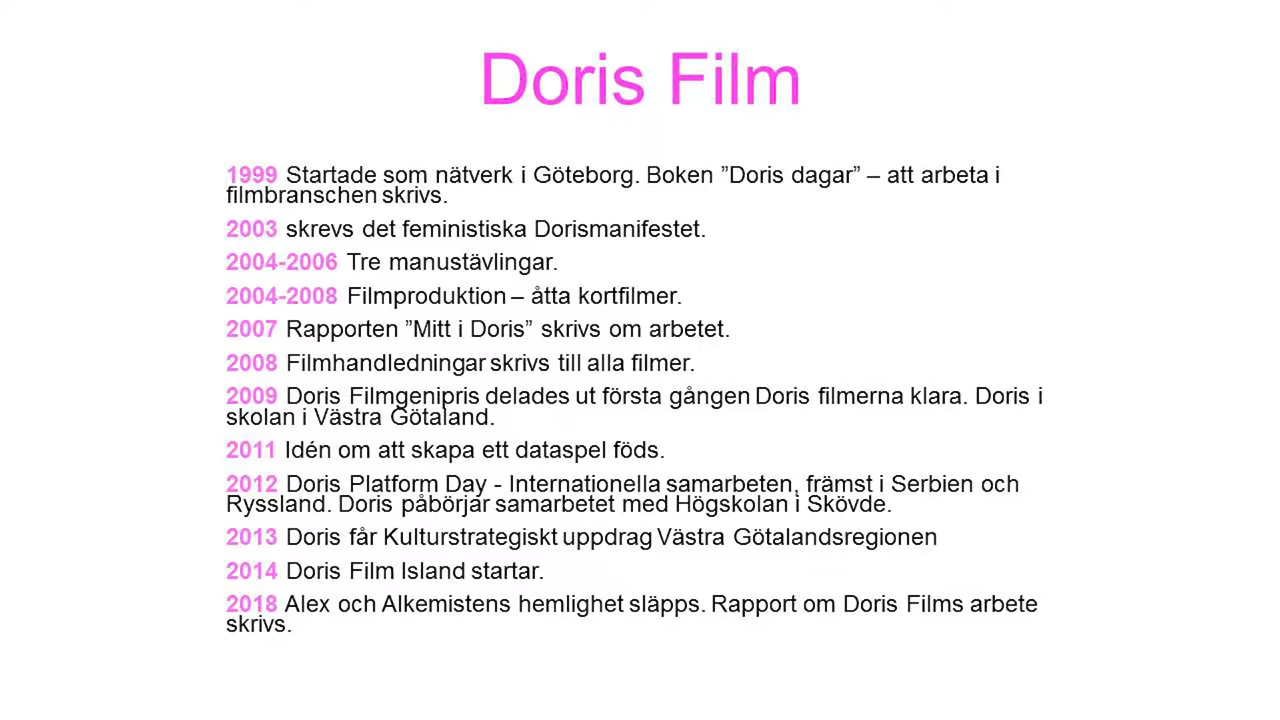 Doris Film
1999 Startade som nätverk i Göteborg. Boken ”Doris dagar” – att arbeta i
filmbranschen skrivs.
2003 skrevs det feministiska Dorismanifestet.
2004-2006 Tre manustävlingar.
2004-2008 Filmproduktion – åtta kortfilmer.
2007 Rapporten ”Mitt i Doris” skrivs om arbetet.
2008 Filmhandledningar skrivs till alla filmer.
2009 Doris Filmgenipris delades ut första gången Doris filmerna klara. Doris i
skolan i Västra Götaland.
2011 Idén om att skapa ett dataspel föds.
2012 Doris Platform Day - Internationella samarbeten, främst i Serbien och
Ryssland. Doris påbörjar samarbetet med Högskolan i Skövde.
2013 Doris får Kulturstrategiskt uppdrag Västra Götalandsregionen
2014 Doris Film Island startar.
2018 Alex och Alkemistens hemlighet släpps. Rapport om Doris Films arbete
skrivs.